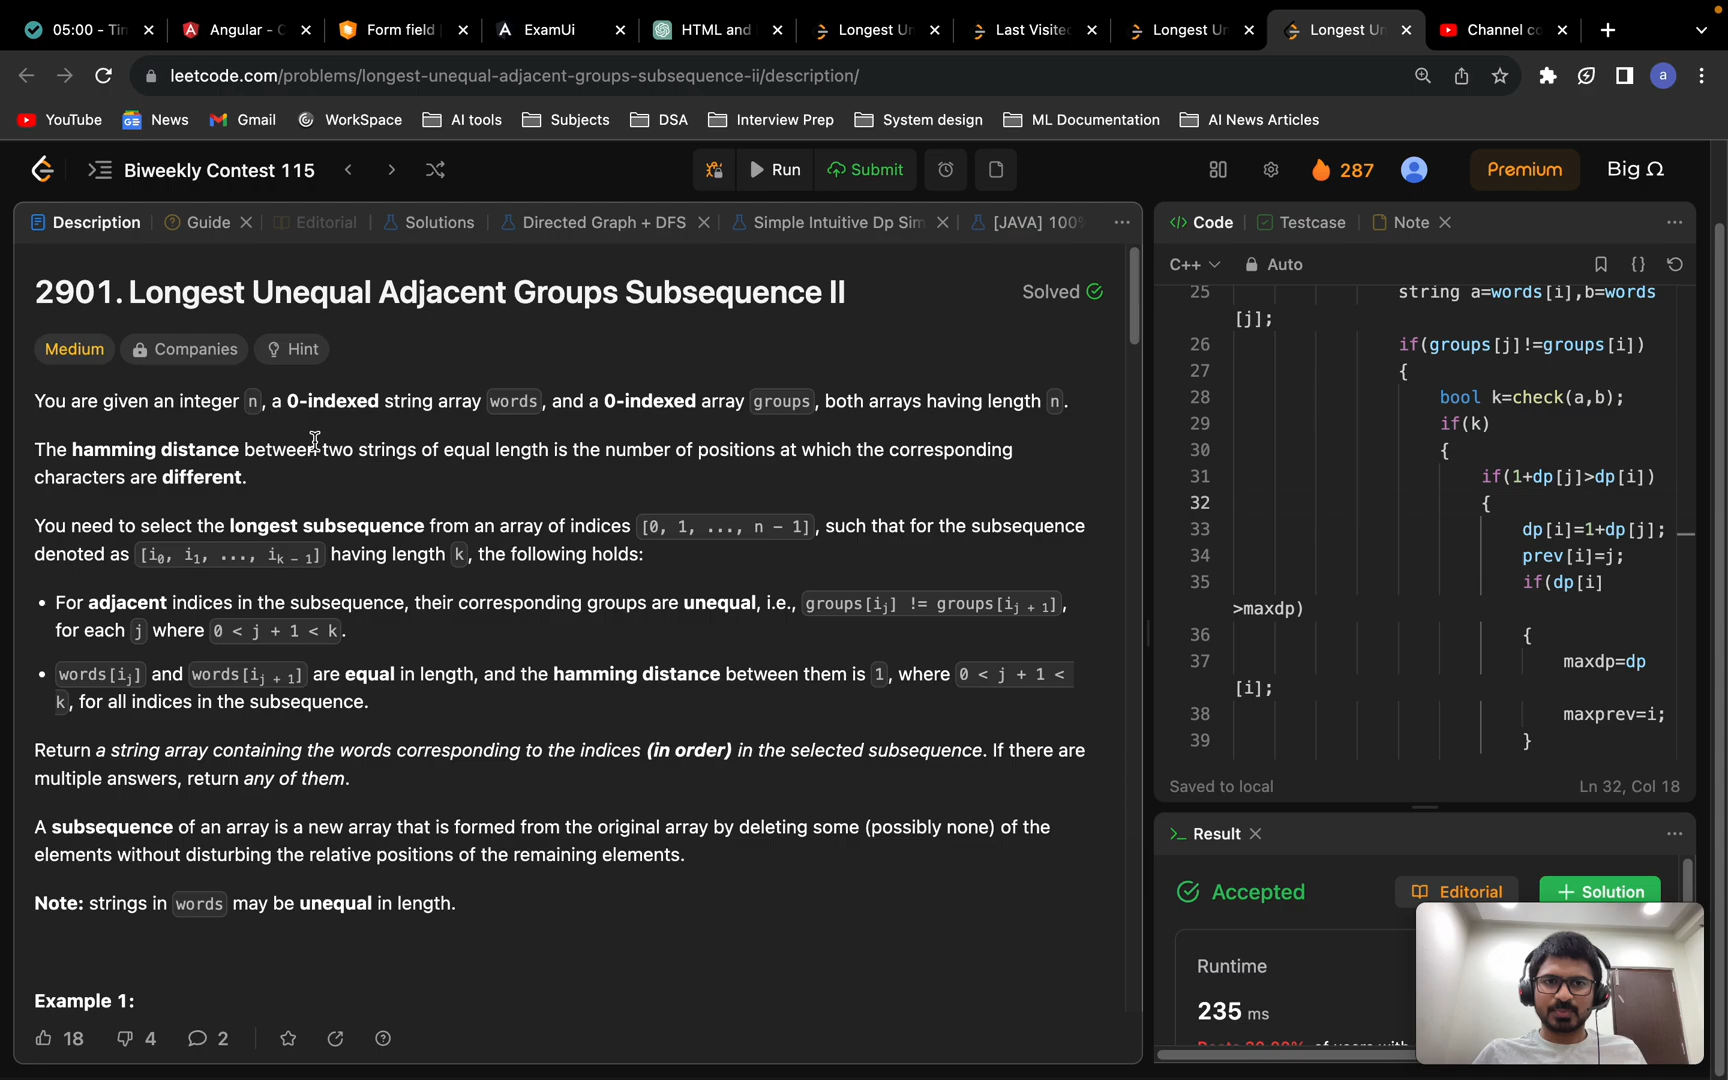 05:00 - Tin
Angular - C
Form field
ExamUi
HTML and
Longest Un
Last Visited
Longest Un
Longest Un
Channel co
leetcode.com/problems/longest-unequal-adjacent-groups-subsequence-ii/description/
a
YouTube
News
Gmail
WorkSpace
AI tools
Subjects
DSA
Interview Prep
System design
ML Documentation
AI News Articles
Biweekly Contest 115
Run
Submit
287
Premium
Big Ω
Description
Guide
Editorial
Solutions
Directed Graph + DFS
Simple Intuitive Dp Sim
[JAVA] 100%
2901. Longest Unequal Adjacent Groups Subsequence II
Solved
Medium
Companies
Hint
You are given an integer n, a 0-indexed string array words, and a 0-indexed array groups, both arrays having length n.
The hamming distance between two strings of equal length is the number of positions at which the corresponding
characters are different.
You need to select the longest subsequence from an array of indices [0, 1, ..., n - 1], such that for the subsequence
denoted as [i0, i1, ..., ik - 1] having length k, the following holds:
• For adjacent indices in the subsequence, their corresponding groups are unequal, i.e., groups[ij] != groups[ij + 1],
for each j where 0 < j + 1 < k.
• words[ij] and words[ij + 1] are equal in length, and the hamming distance between them is 1, where 0 < j + 1 <
k, for all indices in the subsequence.
Return a string array containing the words corresponding to the indices (in order) in the selected subsequence. If there are
multiple answers, return any of them.
A subsequence of an array is a new array that is formed from the original array by deleting some (possibly none) of the
elements without disturbing the relative positions of the remaining elements.
Note: strings in words may be unequal in length.
Example 1:
18
4
2
Code
Testcase
Note
C++
Auto
25 string a=words[i],b=words
[j];
26 if(groups[j]!=groups[i])
27 {
28 bool k=check(a,b);
29 if(k)
30 {
31 if(1+dp[j]>dp[i])
32 {
33 dp[i]=1+dp[j];
34 prev[i]=j;
35 if(dp[i]
>maxdp)
36 {
37 maxdp=dp
[i];
38 maxprev=i;
39 }
Saved to local
Ln 32, Col 18
Result
Accepted
Editorial
+ Solution
Runtime
235 ms